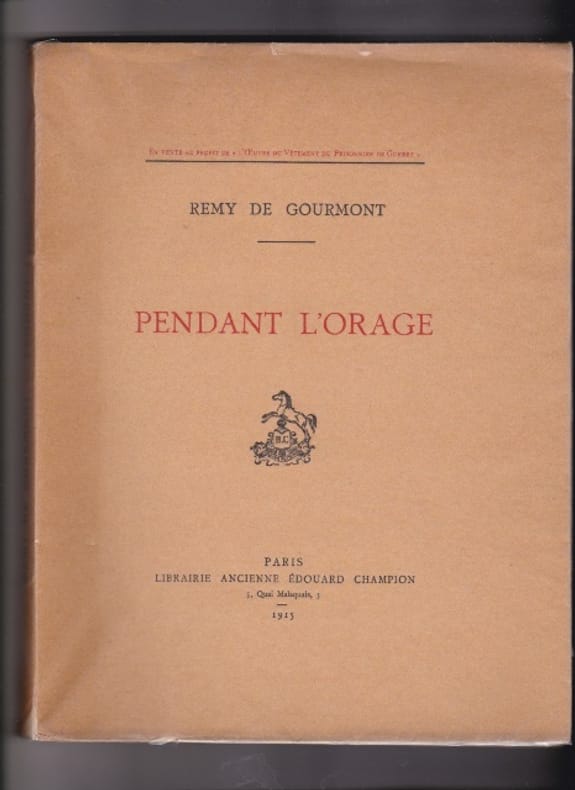 EN VENTE AU PROFIT DE « L'ŒUVRE DU VÊTEMENT DU PRISONNIER DE GUERRE »
REMY DE GOURMONT
PENDANT L'ORAGE
H.C.
PARIS
LIBRAIRIE ANCIENNE ÉDOUARD CHAMPION
5, Quai Malaquais, 5
1915